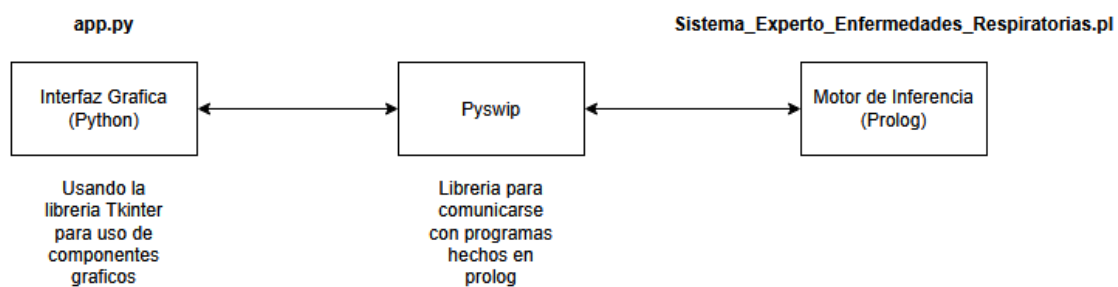 app.py
Sistema_Experto_Enfermedades_Respiratorias.pl
Interfaz Grafica
(Python)
Pyswip
Motor de Inferencia
(Prolog)
Usando la
libreria Tkinter
para uso de
componentes
graficos
Libreria para
comunicarse
con programas
hechos en
prolog